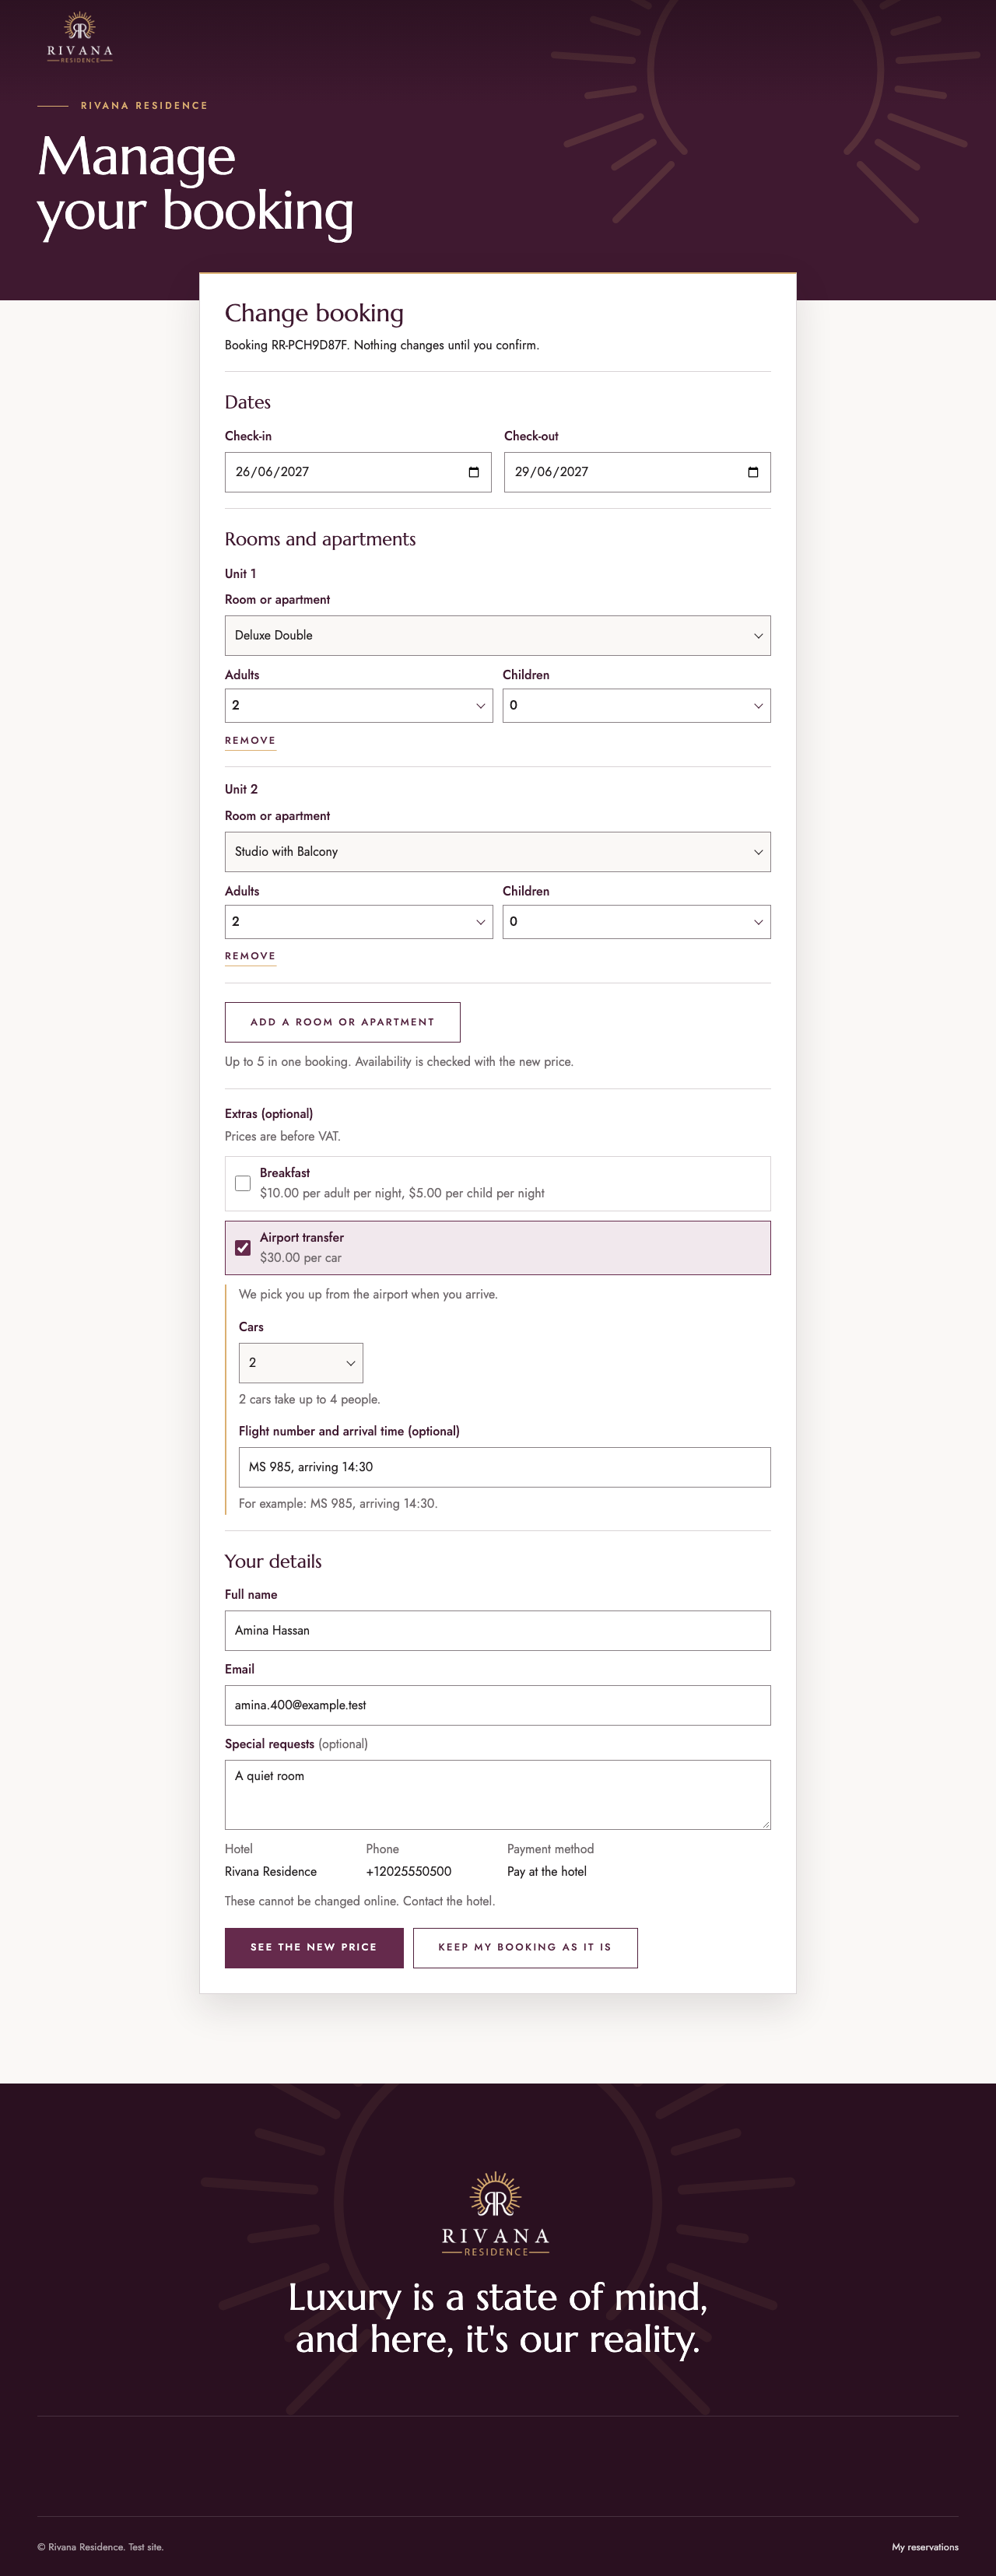 RIVANA
RESIDENCE
RIVANA RESIDENCE
Manage
your booking
Change booking
Booking RR-PCH9D87F. Nothing changes until you confirm.
Dates
Check-in
Check-out
26/06/2027
29/06/2027
Rooms and apartments
Unit 1
Room or apartment
Deluxe Double
Adults
Children
2
0
REMOVE
Unit 2
Room or apartment
Studio with Balcony
Adults
Children
2
0
REMOVE
ADD A ROOM OR APARTMENT
Up to 5 in one booking. Availability is checked with the new price.
Extras (optional)
Prices are before VAT.
Breakfast
$10.00 per adult per night, $5.00 per child per night
Airport transfer
$30.00 per car
We pick you up from the airport when you arrive.
Cars
2
2 cars take up to 4 people.
Flight number and arrival time (optional)
MS 985, arriving 14:30
For example: MS 985, arriving 14:30.
Your details
Full name
Amina Hassan
Email
amina.400@example.test
Special requests (optional)
A quiet room
Hotel
Phone
Payment method
Rivana Residence
+12025550500
Pay at the hotel
These cannot be changed online. Contact the hotel.
SEE THE NEW PRICE
KEEP MY BOOKING AS IT IS
RIVANA
RESIDENCE
Luxury is a state of mind,
and here, it's our reality.
© Rivana Residence. Test site.
My reservations